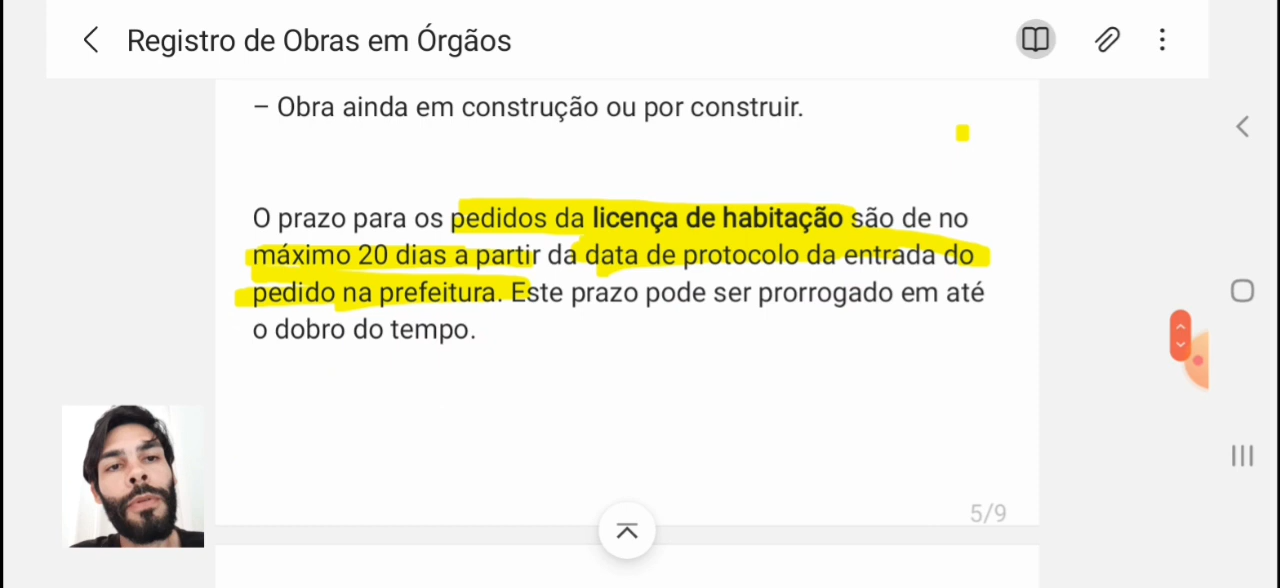 Registro de Obras em Órgãos
– Obra ainda em construção ou por construir.
O prazo para os pedidos da licença de habitação são de no
máximo 20 dias a partir da data de protocolo da entrada do
pedido na prefeitura. Este prazo pode ser prorrogado em até
o dobro do tempo.
5/9